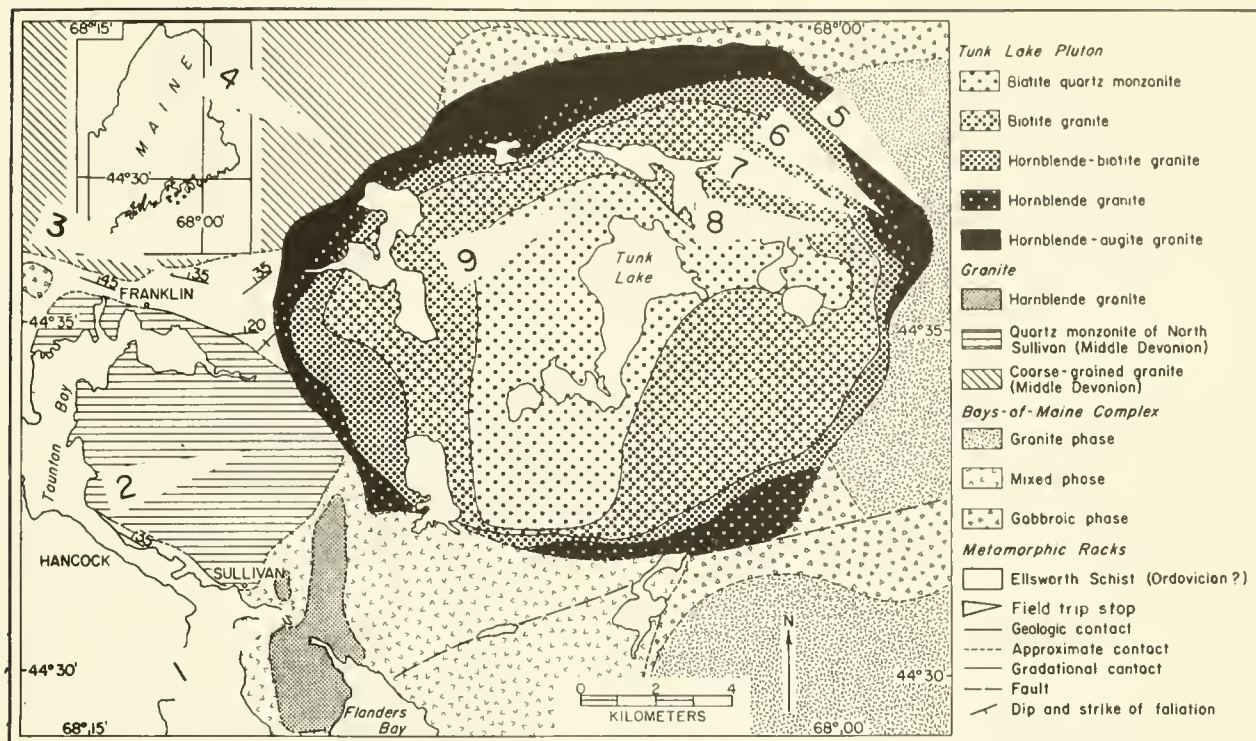 68°15'
68°00'
4
MAINE
44°30'
68°00'
3
5
6
7
8
9
Tunk
Lake
145
35
35
FRANKLIN
20
44°35'
44°35'
Taunton
Bay
2
HANCOCK
35
SULLIVAN
44°30'
44°30'
N
0 2 4
KILOMETERS
Flanders
Bay
68°15'
68°00'
Tunk Lake Pluton
Biotite quartz monzonite
Biotite granite
Hornblende-biotite granite
Hornblende granite
Hornblende-augite granite
Granite
Hornblende granite
Quartz monzonite of North
Sullivan (Middle Devonion)
Coarse-grained granite
(Middle Devonion)
Bays-of-Maine Complex
Granite phase
Mixed phase
Gabbroic phase
Metamorphic Racks
Ellsworth Schist (Ordovician?)
Field trip stop
Geologic contact
Approximate contact
Gradational cantact
Fault
Dip and strike of foliation